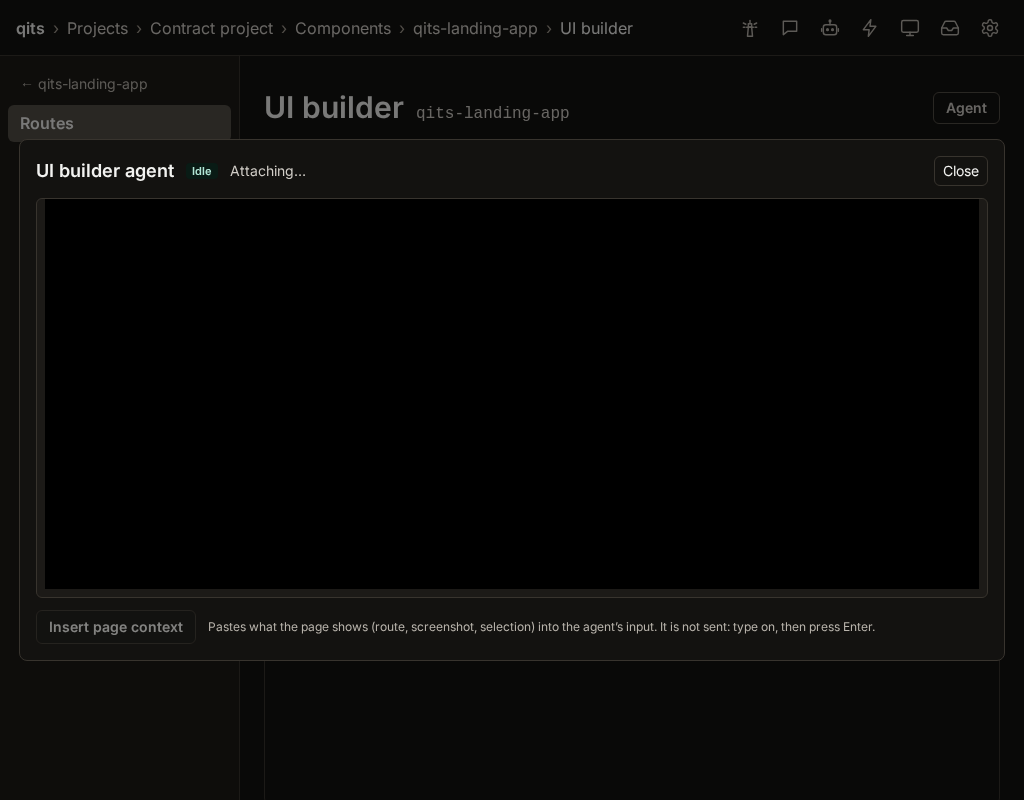 qits › Projects › Contract project › Components › qits-landing-app › UI builder
← qits-landing-app
Routes
UI builder qits-landing-app
Agent
UI builder agent Idle Attaching...
Close
Insert page context
Pastes what the page shows (route, screenshot, selection) into the agent’s input. It is not sent: type on, then press Enter.